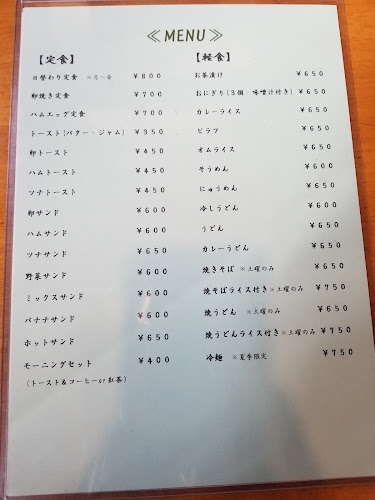 ≪MENU≫
【定食】
日替わり定食 ※月～金 ¥800
卵焼き定食 ¥700
ハムエッグ定食 ¥700
トースト(バター・ジャム) ¥350
卵トースト ¥450
ハムトースト ¥450
ツナトースト ¥450
卵サンド ¥600
ハムサンド ¥600
ツナサンド ¥650
野菜サンド ¥600
ミックスサンド ¥600
バナナサンド ¥600
ホットサンド ¥650
モーニングセット ¥400
(トースト&コーヒーor紅茶)
【軽食】
お茶漬け ¥650
おにぎり(3個・味噌汁付き) ¥650
カレーライス ¥650
ピラフ ¥650
オムライス ¥650
そうめん ¥650
にゅうめん ¥650
冷しうどん ¥650
うどん ¥650
カレーうどん ¥650
焼きそば ※土曜のみ ¥650
焼そばライス付き※土曜のみ ¥750
焼うどん ※土曜のみ ¥650
焼うどんライス付き※土曜のみ ¥750
冷麺 ※夏季限定 ¥750